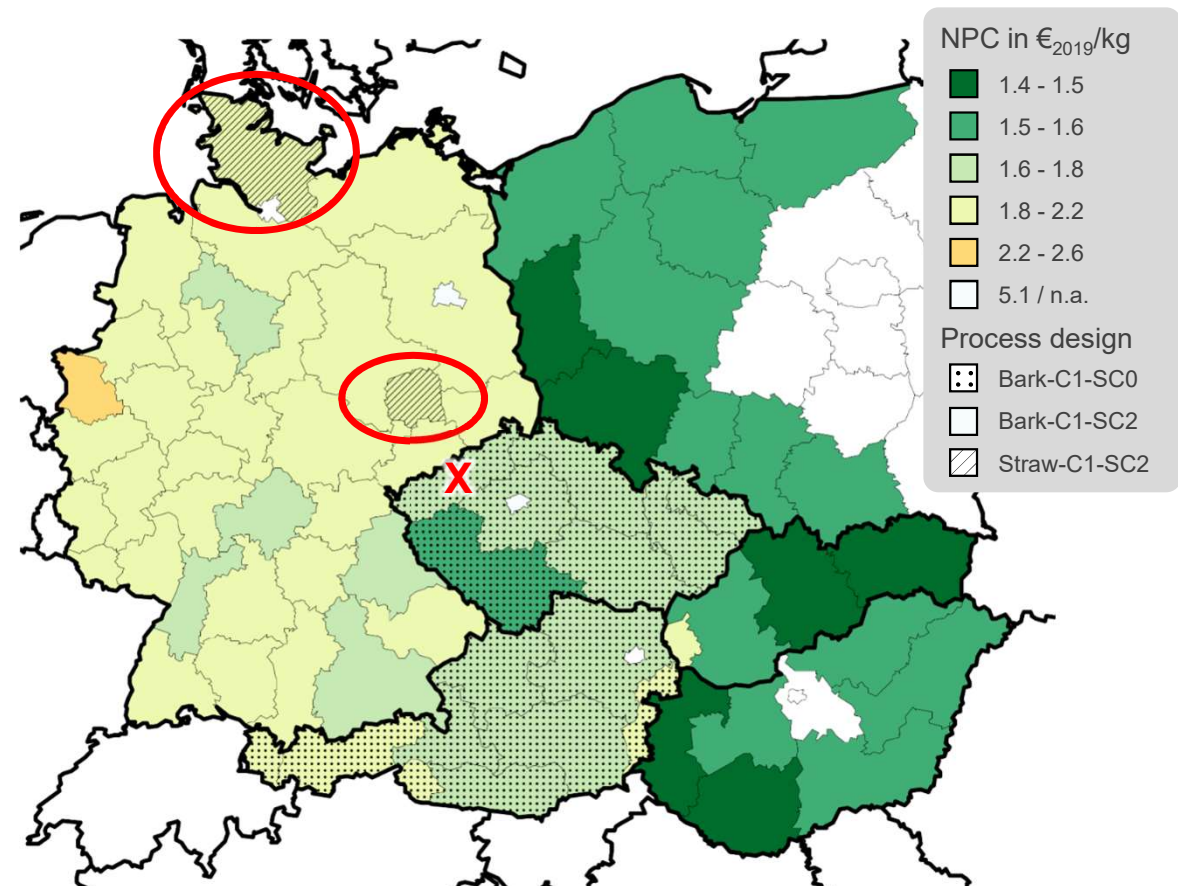 NPC in €2019/kg
1.4 - 1.5
1.5 - 1.6
1.6 - 1.8
1.8 - 2.2
2.2 - 2.6
5.1 / n.a.
Process design
Bark-C1-SC0
Bark-C1-SC2
Straw-C1-SC2
X